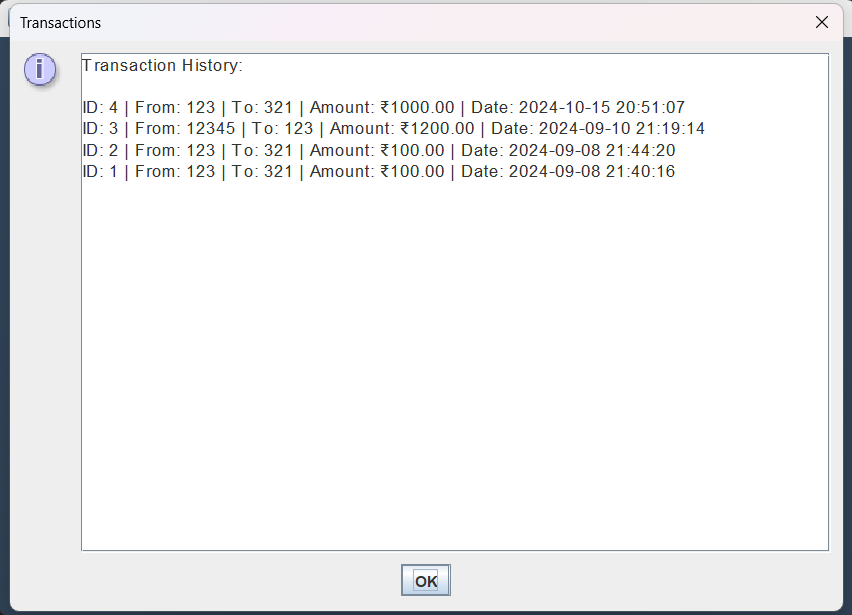 Transactions
Transaction History:
ID: 4 | From: 123 | To: 321 | Amount: ₹1000.00 | Date: 2024-10-15 20:51:07
ID: 3 | From: 12345 | To: 123 | Amount: ₹1200.00 | Date: 2024-09-10 21:19:14
ID: 2 | From: 123 | To: 321 | Amount: ₹100.00 | Date: 2024-09-08 21:44:20
ID: 1 | From: 123 | To: 321 | Amount: ₹100.00 | Date: 2024-09-08 21:40:16
OK